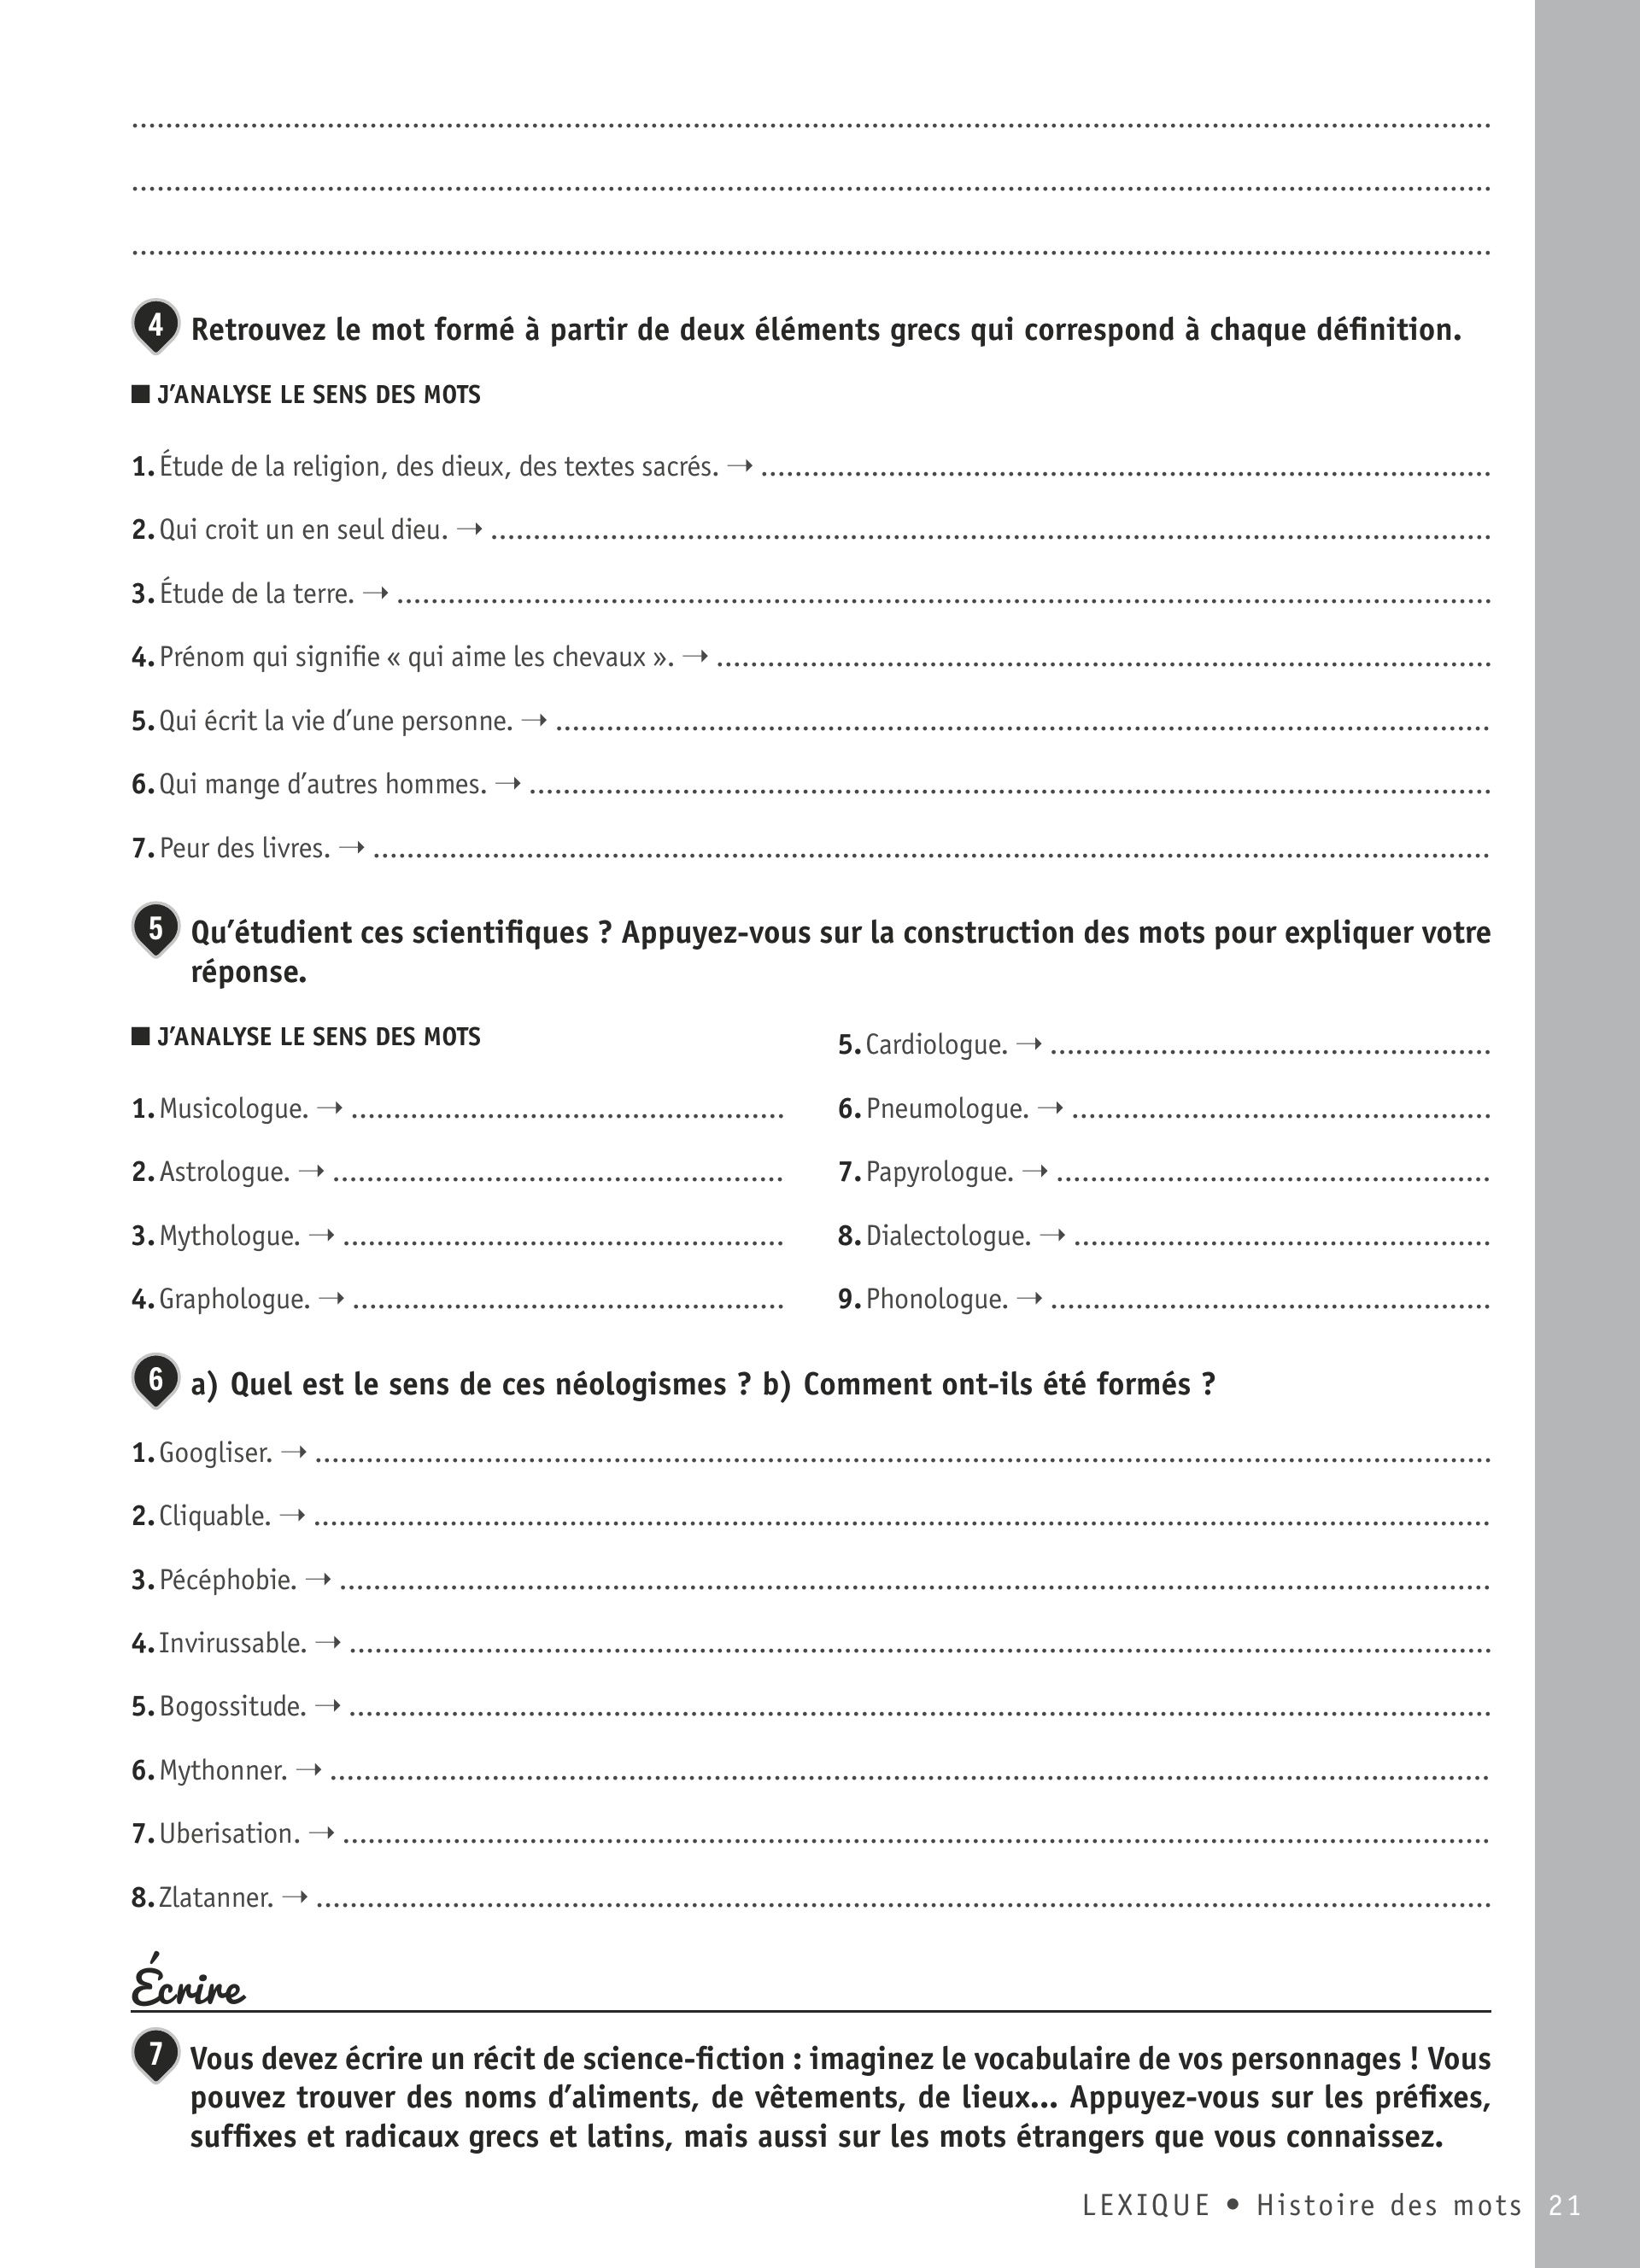 4 Retrouvez le mot formé à partir de deux éléments grecs qui correspond à chaque définition.
■ J’ANALYSE LE SENS DES MOTS
1. Étude de la religion, des dieux, des textes sacrés. → ..........
2. Qui croit un en seul dieu. → ..........
3. Étude de la terre. → ..........
4. Prénom qui signifie « qui aime les chevaux ». → ..........
5. Qui écrit la vie d’une personne. → ..........
6. Qui mange d’autres hommes. → ..........
7. Peur des livres. → ..........
5 Qu’étudient ces scientifiques ? Appuyez-vous sur la construction des mots pour expliquer votre
réponse.
■ J’ANALYSE LE SENS DES MOTS
1. Musicologue. → ..........
2. Astrologue. → ..........
3. Mythologue. → ..........
4. Graphologue. → ..........
5. Cardiologue. → ..........
6. Pneumologue. → ..........
7. Papyrologue. → ..........
8. Dialectologue. → ..........
9. Phonologue. → ..........
6 a) Quel est le sens de ces néologismes ? b) Comment ont-ils été formés ?
1. Googliser. → ..........
2. Cliquable. → ..........
3. Pécéphobie. → ..........
4. Invirussable. → ..........
5. Bogossitude. → ..........
6. Mythonner. → ..........
7. Uberisation. → ..........
8. Zlatanner. → ..........
Écrire
7 Vous devez écrire un récit de science-fiction : imaginez le vocabulaire de vos personnages ! Vous
pouvez trouver des noms d’aliments, de vêtements, de lieux... Appuyez-vous sur les préfixes,
suffixes et radicaux grecs et latins, mais aussi sur les mots étrangers que vous connaissez.
LEXIQUE • Histoire des mots 21